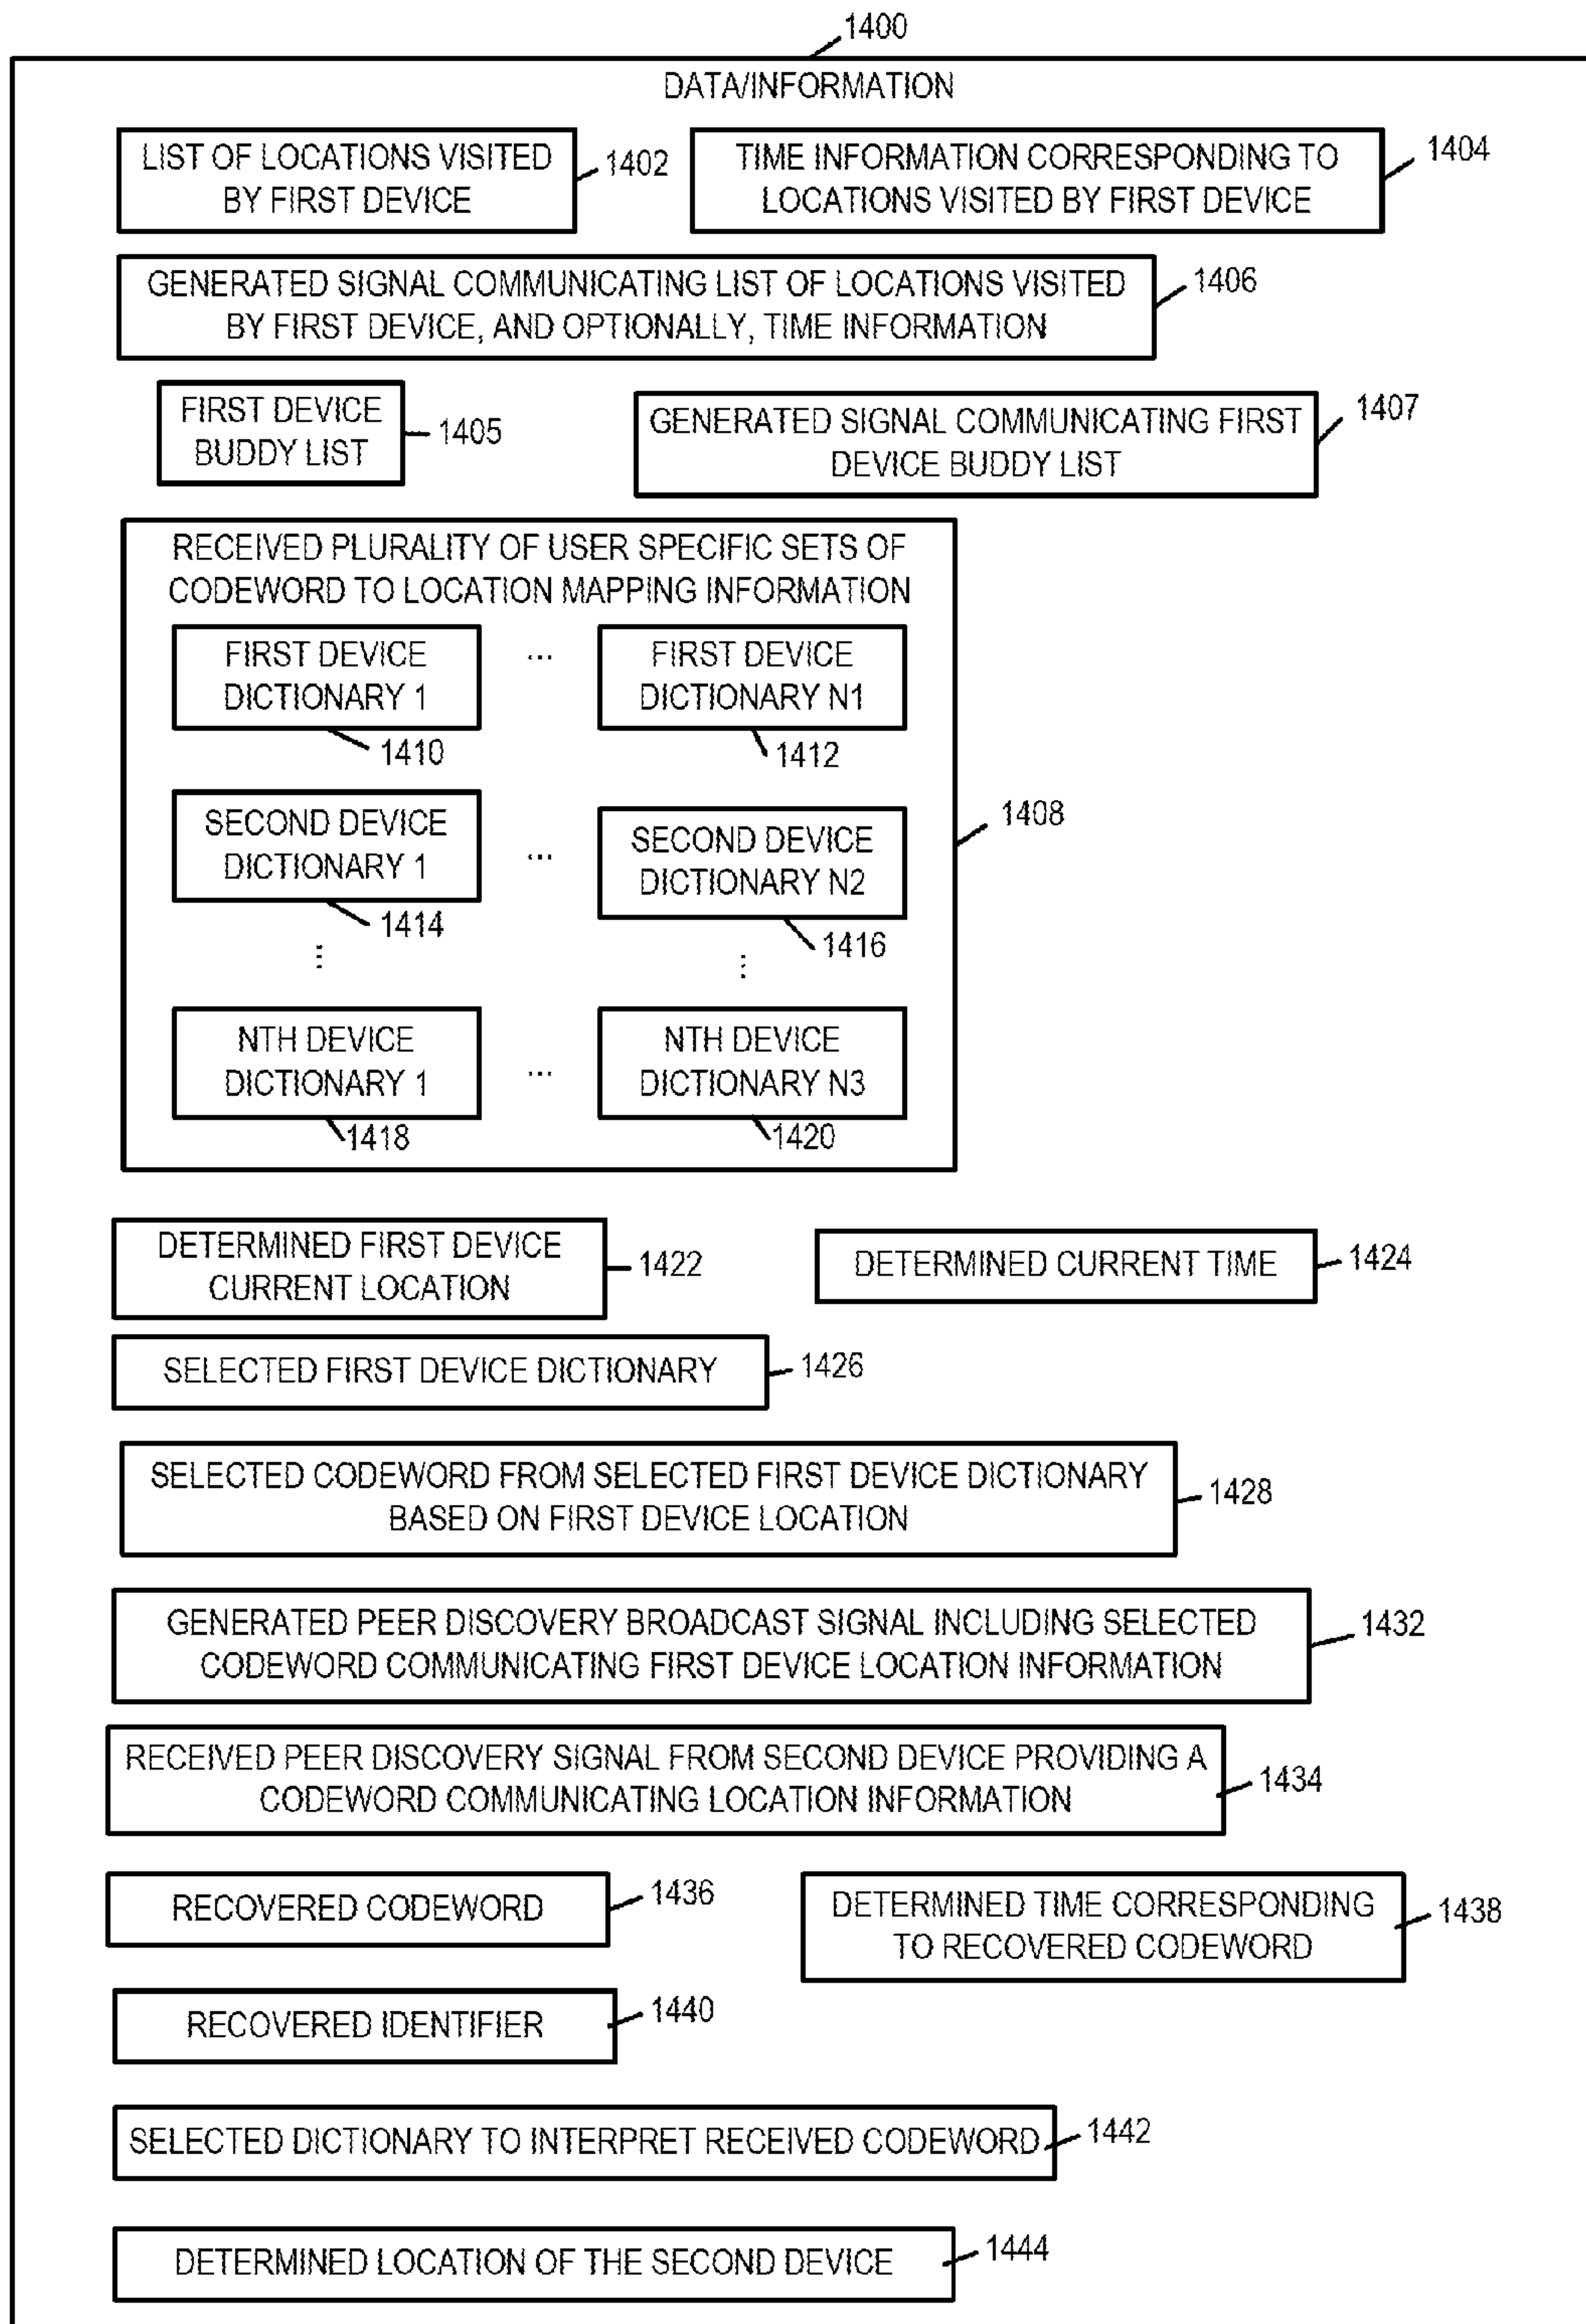 1400
DATA/INFORMATION
LIST OF LOCATIONS VISITED
BY FIRST DEVICE
1402
TIME INFORMATION CORRESPONDING TO
LOCATIONS VISITED BY FIRST DEVICE
1404
GENERATED SIGNAL COMMUNICATING LIST OF LOCATIONS VISITED
BY FIRST DEVICE, AND OPTIONALLY, TIME INFORMATION
1406
FIRST DEVICE
BUDDY LIST
1405
GENERATED SIGNAL COMMUNICATING FIRST
DEVICE BUDDY LIST
1407
RECEIVED PLURALITY OF USER SPECIFIC SETS OF
CODEWORD TO LOCATION MAPPING INFORMATION
FIRST DEVICE
DICTIONARY 1
1410
...
FIRST DEVICE
DICTIONARY N1
1412
SECOND DEVICE
DICTIONARY 1
1414
...
SECOND DEVICE
DICTIONARY N2
1416
1408
...
...
NTH DEVICE
DICTIONARY 1
1418
...
NTH DEVICE
DICTIONARY N3
1420
DETERMINED FIRST DEVICE
CURRENT LOCATION
1422
DETERMINED CURRENT TIME
1424
SELECTED FIRST DEVICE DICTIONARY
1426
SELECTED CODEWORD FROM SELECTED FIRST DEVICE DICTIONARY
BASED ON FIRST DEVICE LOCATION
1428
GENERATED PEER DISCOVERY BROADCAST SIGNAL INCLUDING SELECTED
CODEWORD COMMUNICATING FIRST DEVICE LOCATION INFORMATION
1432
RECEIVED PEER DISCOVERY SIGNAL FROM SECOND DEVICE PROVIDING A
CODEWORD COMMUNICATING LOCATION INFORMATION
1434
RECOVERED CODEWORD
1436
DETERMINED TIME CORRESPONDING
TO RECOVERED CODEWORD
1438
RECOVERED IDENTIFIER
1440
SELECTED DICTIONARY TO INTERPRET RECEIVED CODEWORD
1442
DETERMINED LOCATION OF THE SECOND DEVICE
1444